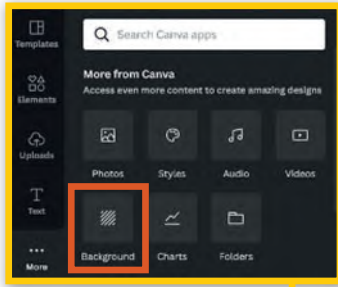 Templates
Elements
Uploads
Text
More
Search Canva apps
More from Canva
Access even more content to create amazing designs
Photos Styles Audio Videos
Background Charts Folders